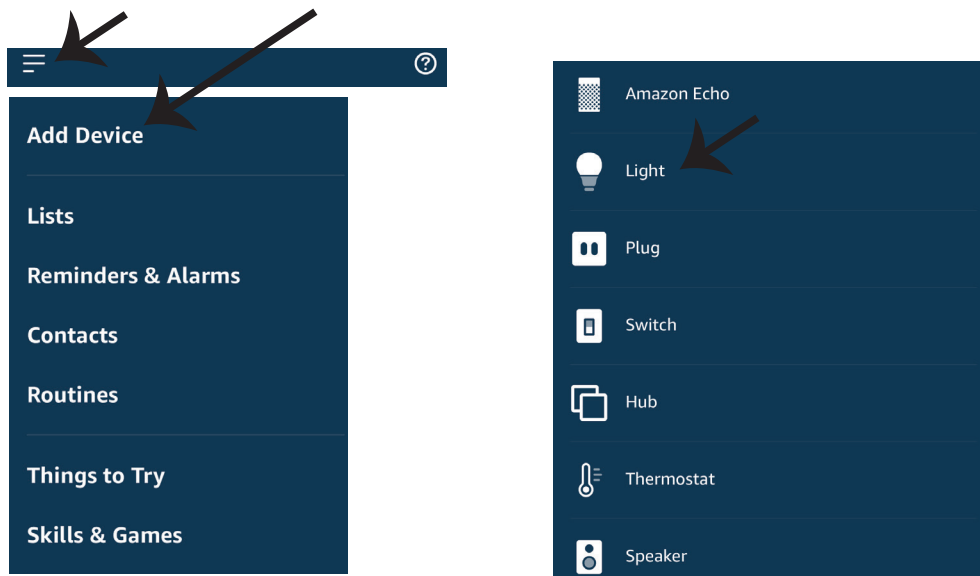 Add Device
Lists
Reminders & Alarms
Contacts
Routines
Things to Try
Skills & Games
Amazon Echo
Light
Plug
Switch
Hub
Thermostat
Speaker